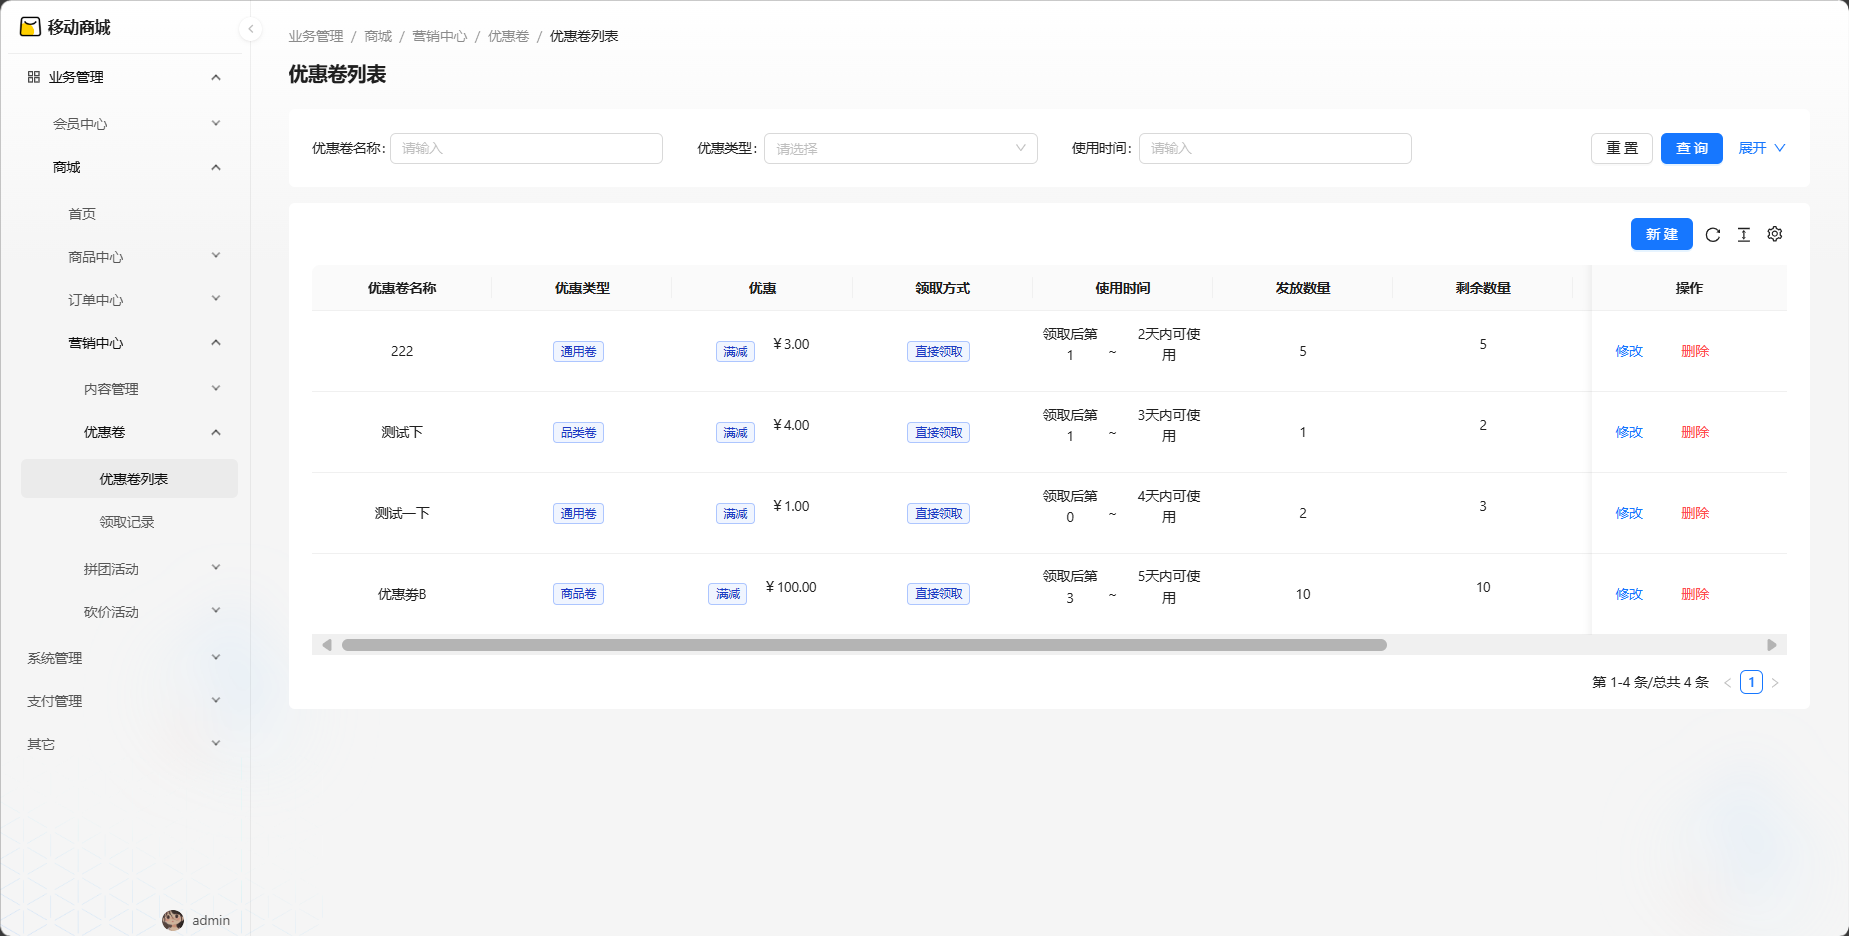 移动商城
业务管理
会员中心
商城
首页
商品中心
订单中心
营销中心
内容管理
优惠卷
优惠卷列表
领取记录
拼团活动
砍价活动
系统管理
支付管理
其它
admin
业务管理 / 商城 / 营销中心 / 优惠卷 / 优惠卷列表
优惠卷列表
优惠卷名称: 请输入 优惠类型: 请选择 使用时间: 请输入 重 置 查 询 展开
新 建
优惠卷名称 优惠类型 优惠 领取方式 使用时间 发放数量 剩余数量 操作
222 通用卷 满减 ¥ 3.00 直接领取 领取后第1 ~ 2天内可使用 5 5 修改 删除
测试下 品类卷 满减 ¥ 4.00 直接领取 领取后第1 ~ 3天内可使用 1 2 修改 删除
测试一下 通用卷 满减 ¥ 1.00 直接领取 领取后第0 ~ 4天内可使用 2 3 修改 删除
优惠劵B 商品卷 满减 ¥ 100.00 直接领取 领取后第3 ~ 5天内可使用 10 10 修改 删除
第 1-4 条/总共 4 条 < 1 >